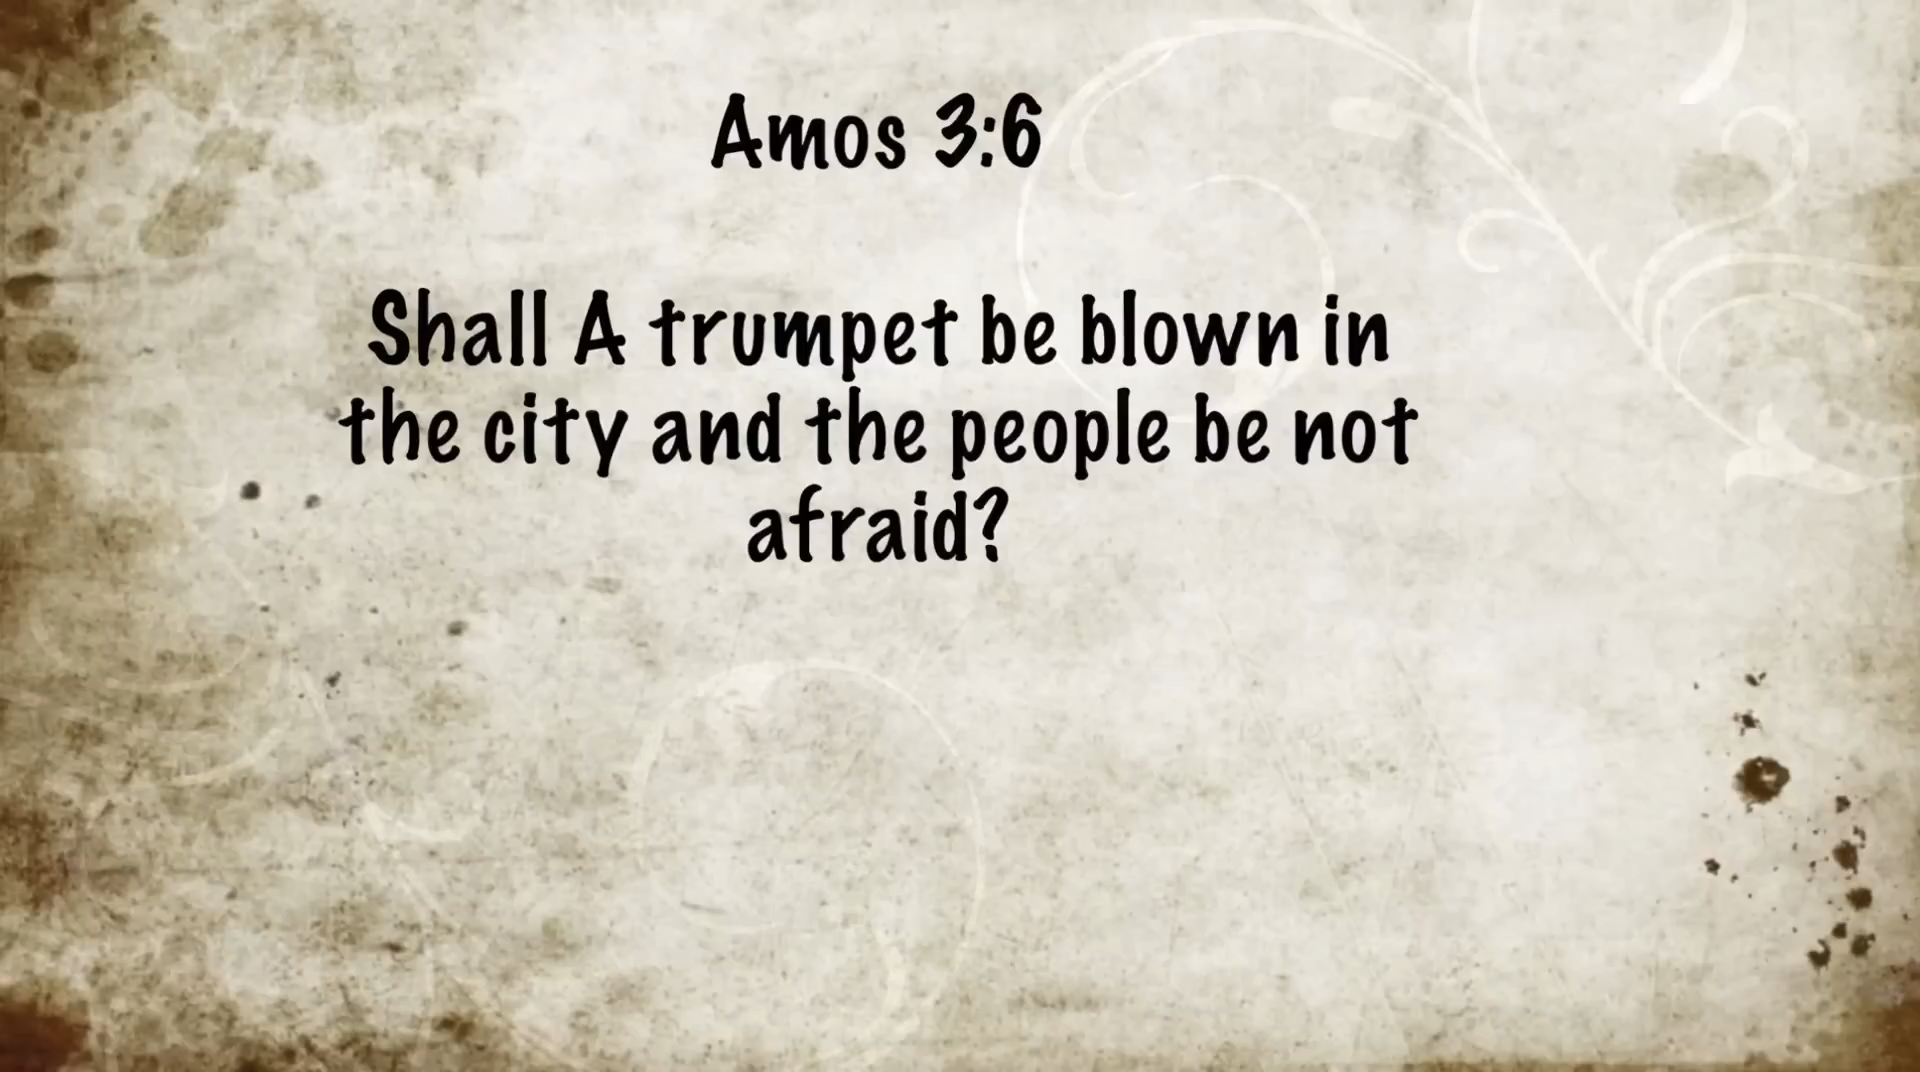 Amos 3:6
Shall A trumpet be blown in
the city and the people be not
afraid?